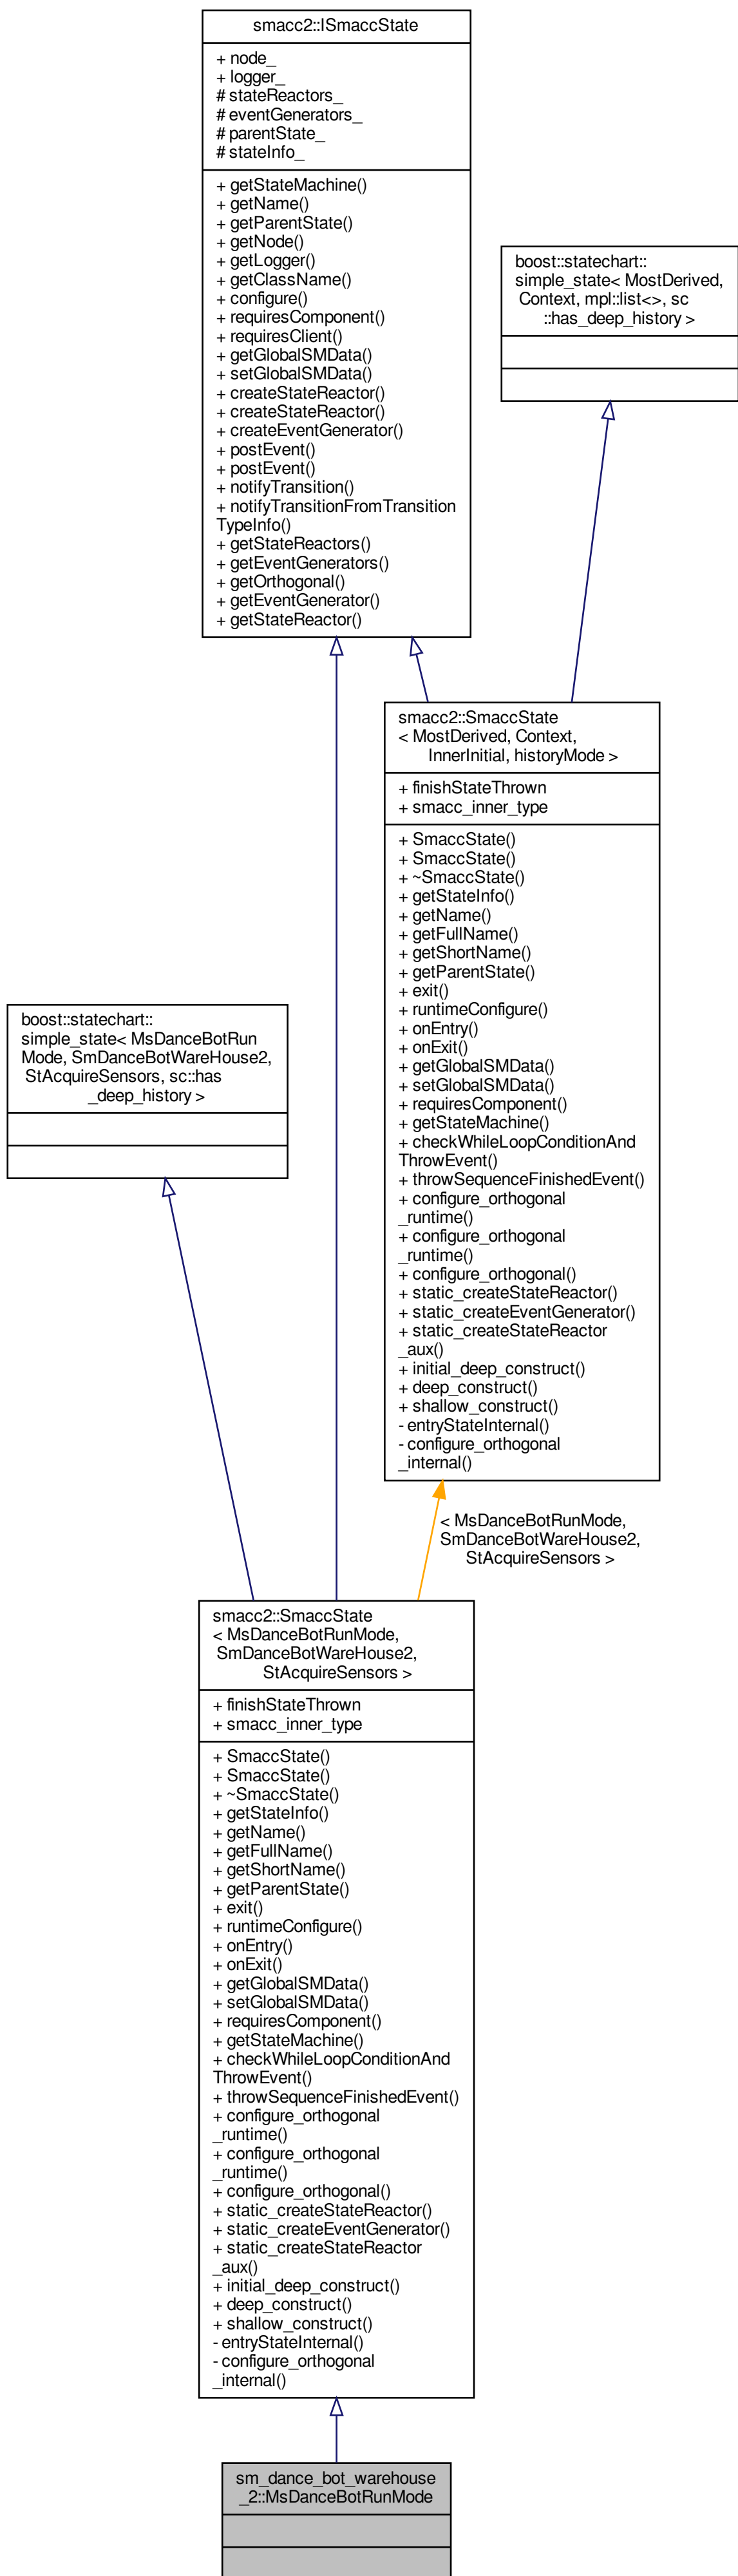 smacc2::ISmaccState
+ node_
+ logger_
# stateReactors_
# eventGenerators_
# parentState_
# stateInfo_
+ getStateMachine()
+ getName()
+ getParentState()
+ getNode()
+ getLogger()
+ getClassName()
+ configure()
+ requiresComponent()
+ requiresClient()
+ getGlobalSMData()
+ setGlobalSMData()
+ createStateReactor()
+ createStateReactor()
+ createEventGenerator()
+ postEvent()
+ postEvent()
+ notifyTransition()
+ notifyTransitionFromTransition
TypeInfo()
+ getStateReactors()
+ getEventGenerators()
+ getOrthogonal()
+ getEventGenerator()
+ getStateReactor()
boost::statechart::
simple_state< MostDerived,
Context, mpl::list<>, sc
::has_deep_history >
smacc2::SmaccState
< MostDerived, Context,
InnerInitial, historyMode >
+ finishStateThrown
+ smacc_inner_type
+ SmaccState()
+ SmaccState()
+ ~SmaccState()
+ getStateInfo()
+ getName()
+ getFullName()
+ getShortName()
+ getParentState()
+ exit()
+ runtimeConfigure()
+ onEntry()
+ onExit()
+ getGlobalSMData()
+ setGlobalSMData()
+ requiresComponent()
+ getStateMachine()
+ checkWhileLoopConditionAnd
ThrowEvent()
+ throwSequenceFinishedEvent()
+ configure_orthogonal
_runtime()
+ configure_orthogonal
_runtime()
+ configure_orthogonal()
+ static_createStateReactor()
+ static_createEventGenerator()
+ static_createStateReactor
_aux()
+ initial_deep_construct()
+ deep_construct()
+ shallow_construct()
- entryStateInternal()
- configure_orthogonal
_internal()
boost::statechart::
simple_state< MsDanceBotRun
Mode, SmDanceBotWareHouse2,
StAcquireSensors, sc::has
_deep_history >
< MsDanceBotRunMode,
SmDanceBotWareHouse2,
StAcquireSensors >
smacc2::SmaccState
< MsDanceBotRunMode,
SmDanceBotWareHouse2,
StAcquireSensors >
+ finishStateThrown
+ smacc_inner_type
+ SmaccState()
+ SmaccState()
+ ~SmaccState()
+ getStateInfo()
+ getName()
+ getFullName()
+ getShortName()
+ getParentState()
+ exit()
+ runtimeConfigure()
+ onEntry()
+ onExit()
+ getGlobalSMData()
+ setGlobalSMData()
+ requiresComponent()
+ getStateMachine()
+ checkWhileLoopConditionAnd
ThrowEvent()
+ throwSequenceFinishedEvent()
+ configure_orthogonal
_runtime()
+ configure_orthogonal
_runtime()
+ configure_orthogonal()
+ static_createStateReactor()
+ static_createEventGenerator()
+ static_createStateReactor
_aux()
+ initial_deep_construct()
+ deep_construct()
+ shallow_construct()
- entryStateInternal()
- configure_orthogonal
_internal()
sm_dance_bot_warehouse
_2::MsDanceBotRunMode